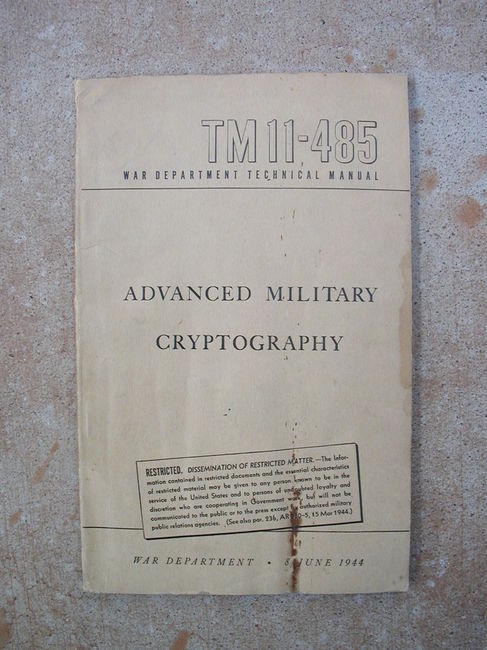 TM 11-485
WAR DEPARTMENT TECHNICAL MANUAL
ADVANCED MILITARY
CRYPTOGRAPHY
RESTRICTED. DISSEMINATION OF RESTRICTED MATTER.—The infor-
mation contained in restricted documents and the essential characteristics
of restricted material may be given to any person known to be in the
service of the United States and to persons of undoubted loyalty and
discretion who are cooperating in Government work, but will not be
communicated to the public or to the press except by authorized military
public relations agencies. (See also par. 23b, AR 380-5, 15 Mar 1944.)
WAR DEPARTMENT • 8 JUNE 1944